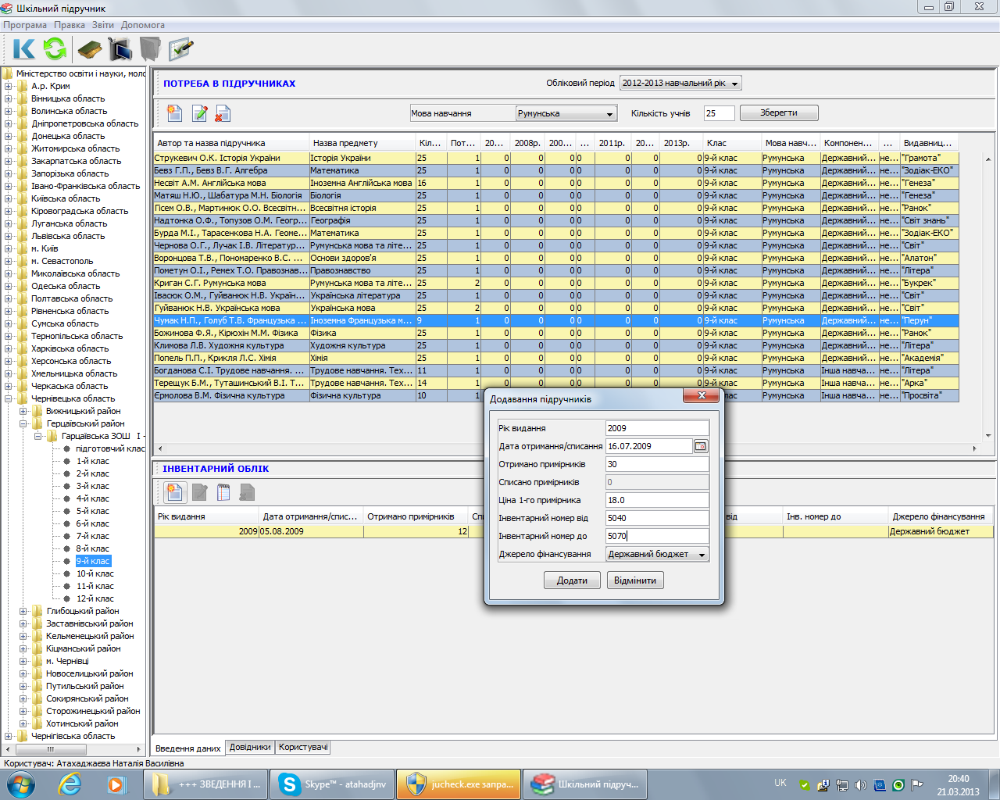 Шкільний підручник
Програма Правка Звіти Допомога
Міністерство освіти і науки, моло
А.р. Крим
Вінницька область
Волинська область
Дніпропетровська область
Донецька область
Житомирська область
Закарпатська область
Запорізька область
Івано-Франківська область
Київська область
Кіровоградська область
Луганська область
Львівська область
м. Київ
м. Севастополь
Миколаївська область
Одеська область
Полтавська область
Рівненська область
Сумська область
Тернопільська область
Харківська область
Херсонська область
Хмельницька область
Черкаська область
Чернівецька область
Вижницький район
Герцаївський район
Гарцаївська ЗОШ І -
підготовчий клас
1-й клас
2-й клас
3-й клас
4-й клас
5-й клас
6-й клас
7-й клас
8-й клас
9-й клас
10-й клас
11-й клас
12-й клас
Глибоцький район
Заставнівський район
Кельменецький район
Кіцманський район
м. Чернівці
Новоселицький район
Путильський район
Сокирянський район
Сторожинецький район
Хотинський район
Чернігівська область
ПОТРЕБА В ПІДРУЧНИКАХ Обліковий період 2012-2013 навчальний рік
Мова навчання Румунська Кількість учнів 25 Зберегти
Автор та назва підручника Назва предмету Кіл... Пот... 20... 2008р. 200... ... 2011р. 20... 2013р. Клас Мова навч... Компонен... ... Видавниц...
Струкевич О.К. Історія України Історія України 25 1 0 0 0 0 0 0 0 9-й клас Румунська Державний... не... "Грамота"
Бевз Г.П., Бевз В.Г. Алгебра Математика 25 1 0 0 0 0 0 0 0 9-й клас Румунська Державний... не... "Зодіак-ЕКО"
Несвіт А.М. Англійська мова Іноземна Англійська мова 16 1 0 0 0 0 0 0 0 9-й клас Румунська Державний... не... "Генеза"
Матяш Н.Ю., Шабатура М.Н. Біологія Біологія 25 1 0 0 0 0 0 0 0 9-й клас Румунська Державний... не... "Генеза"
Гісем О.В., Мартинюк О.О. Всесвітн... Всесвітня історія 25 1 0 0 0 0 0 0 0 9-й клас Румунська Державний... не... "Ранок"
Надтонка О.Ф., Топузов О.М. Геогр... Географія 25 1 0 0 0 0 0 0 0 9-й клас Румунська Державний... не... "Світ знань"
Бурда М.І., Тарасенкова Н.А. Геоме... Математика 25 1 0 0 0 0 0 0 0 9-й клас Румунська Державний... не... "Зодіак-ЕКО"
Чернова О.Г., Лучак І.В. Літератур... Румунська мова та літе... 25 1 0 0 0 0 0 0 0 9-й клас Румунська Державний... не... "Світ"
Воронцова Т.В., Пономаренко В.С. ... Основи здоров'я 25 1 0 0 0 0 0 0 0 9-й клас Румунська Державний... не... "Алатон"
Пометун О.І., Ремех Т.О. Правознав... Правознавство 25 1 0 0 0 0 0 0 0 9-й клас Румунська Державний... не... "Літера"
Криган С.Г. Румунська мова Румунська мова та літе... 25 2 0 0 0 0 0 0 0 9-й клас Румунська Державний... не... "Букрек"
Івасюк О.М., Гуйванюк Н.В. Україн... Українська література 25 1 0 0 0 0 0 0 0 9-й клас Румунська Державний... не... "Світ"
Гуйванюк Н.В. Українська мова Українська мова 25 2 0 0 0 0 0 0 0 9-й клас Румунська Державний... не... "Світ"
Чумак Н.П., Голуб Т.В. Французька ... Іноземна Французька м... 9 1 0 0 0 0 0 0 0 9-й клас Румунська Державний... не... "Перун"
Божинова Ф.Я., Кірюхін М.М. Фізика Фізика 25 1 0 0 0 0 0 0 0 9-й клас Румунська Державний... не... "Ранок"
Климова Л.В. Художня культура Художня культура 25 1 0 0 0 0 0 0 0 9-й клас Румунська Державний... не... "Літера"
Попель П.П., Крикля Л.С. Хімія Хімія 25 1 0 0 0 0 0 0 0 9-й клас Румунська Державний... не... "Академія"
Богданова С.І. Трудове навчання. ... Трудове навчання. Тех... 11 1 0 0 0 0 0 0 0 9-й клас Румунська Інша навча... не... "Літера"
Терещук Б.М., Туташинський В.І. Т... Трудове навчання. Тех... 14 1 0 0 0 0 0 0 0 9-й клас Румунська Інша навча... не... "Арка"
Єрмолова В.М. Фізична культура Фізична культура 10 1 9-й клас Румунська Інша навча... не... "Просвіта"
Додавання підручників
Рік видання 2009
Дата отримання/списання 16.07.2009
Отримано примірників 30
Списано примірників 0
Ціна 1-го примірника 18.0
Інвентарний номер від 5040
Інвентарний номер до 5070
Джерело фінансування Державний бюджет
Додати Відмінити
ІНВЕНТАРНИЙ ОБЛІК
Рік видання Дата отримання/спис... Отримано примірників Сп від Інв. номер до Джерело фінансування
2009 05.08.2009 12 Державний бюджет
Введення даних Довідники Користувачі
Користувач: Атахаджаєва Наталія Василівна
+++ ЗВЕДЕННЯ І ... Skype™ - atahadjnv jucheck.exe запра... Шкільний підруч... UK 20:40
21.03.2013